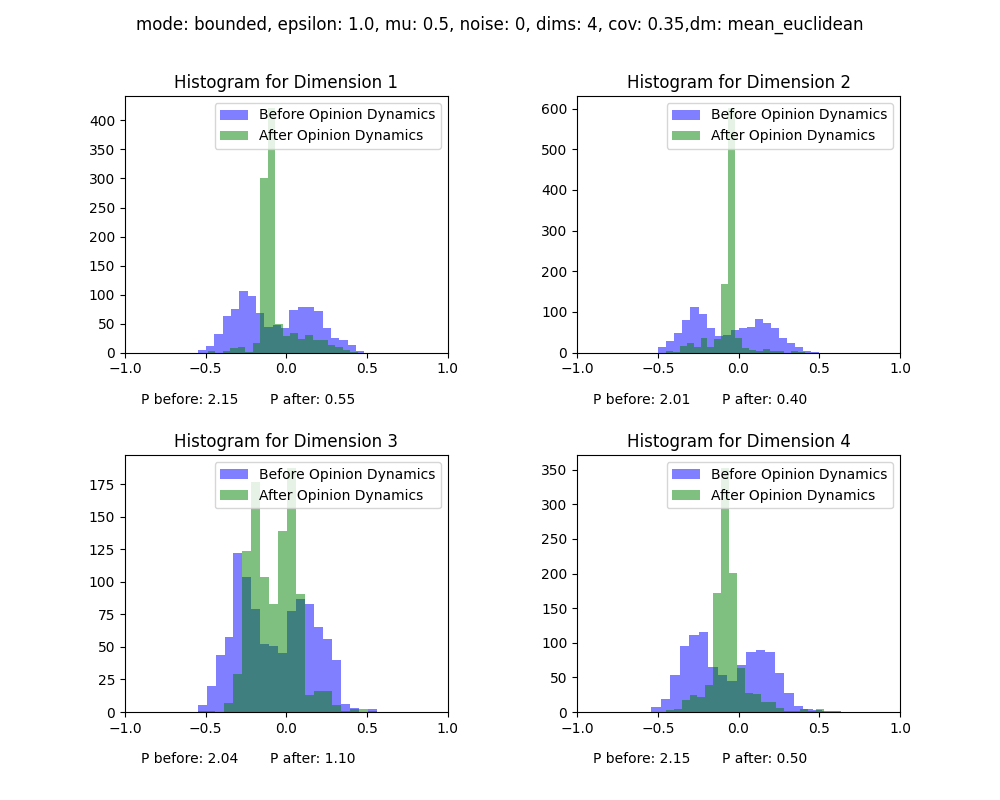 mode: bounded, epsilon: 1.0, mu: 0.5, noise: 0, dims: 4, cov: 0.35,dm: mean_euclidean
Histogram for Dimension 1
Before Opinion Dynamics
After Opinion Dynamics
400
350
300
250
200
150
100
50
0
−1.0 −0.5 0.0 0.5 1.0
P before: 2.15 P after: 0.55
Histogram for Dimension 2
Before Opinion Dynamics
After Opinion Dynamics
600
500
400
300
200
100
0
−1.0 −0.5 0.0 0.5 1.0
P before: 2.01 P after: 0.40
Histogram for Dimension 3
Before Opinion Dynamics
After Opinion Dynamics
175
150
125
100
75
50
25
0
−1.0 −0.5 0.0 0.5 1.0
P before: 2.04 P after: 1.10
Histogram for Dimension 4
Before Opinion Dynamics
After Opinion Dynamics
350
300
250
200
150
100
50
0
−1.0 −0.5 0.0 0.5 1.0
P before: 2.15 P after: 0.50